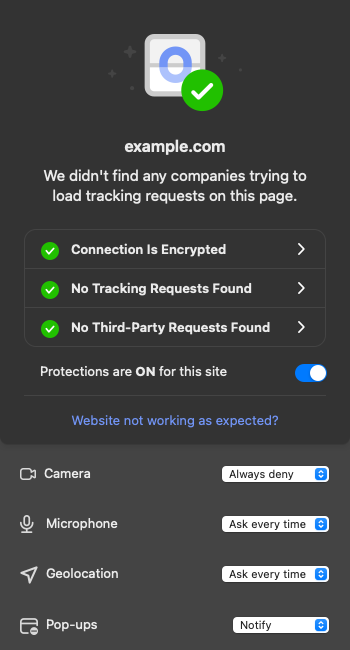 0
example.com
We didn't find any companies trying to
load tracking requests on this page.
Connection Is Encrypted
No Tracking Requests Found
No Third-Party Requests Found
Protections are ON for this site
Website not working as expected?
Camera Always deny
Microphone Ask every time
Geolocation Ask every time
Pop-ups Notify